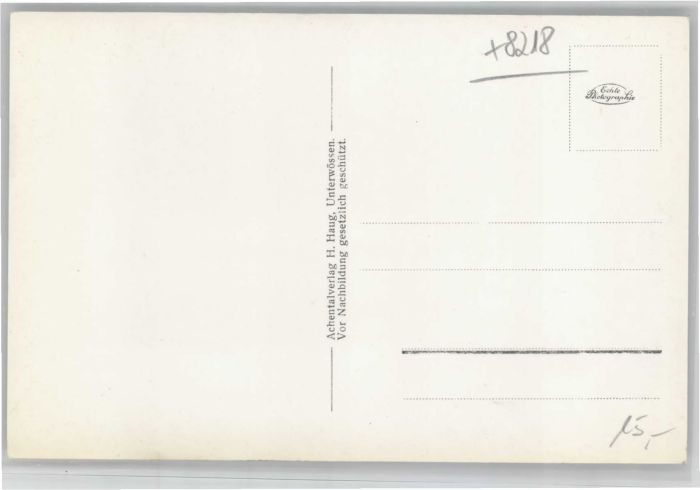 +8218
Echte
Photographie
Achentalverlag H. Haug, Unterwössen.
Vor Nachbildung gesetzlich geschützt.
15,-